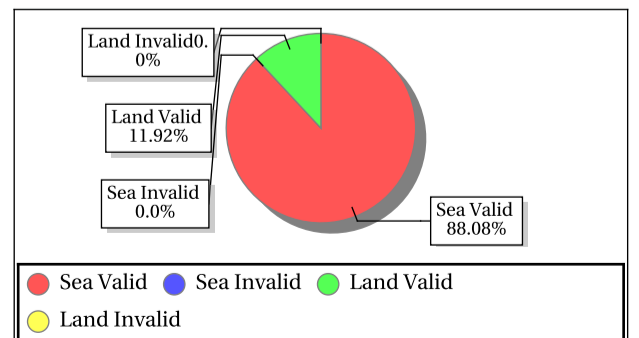 Land Invalid0.
0%
Land Valid
11.92%
Sea Invalid
0.0%
Sea Valid
88.08%
Sea Valid
Sea Invalid
Land Valid
Land Invalid